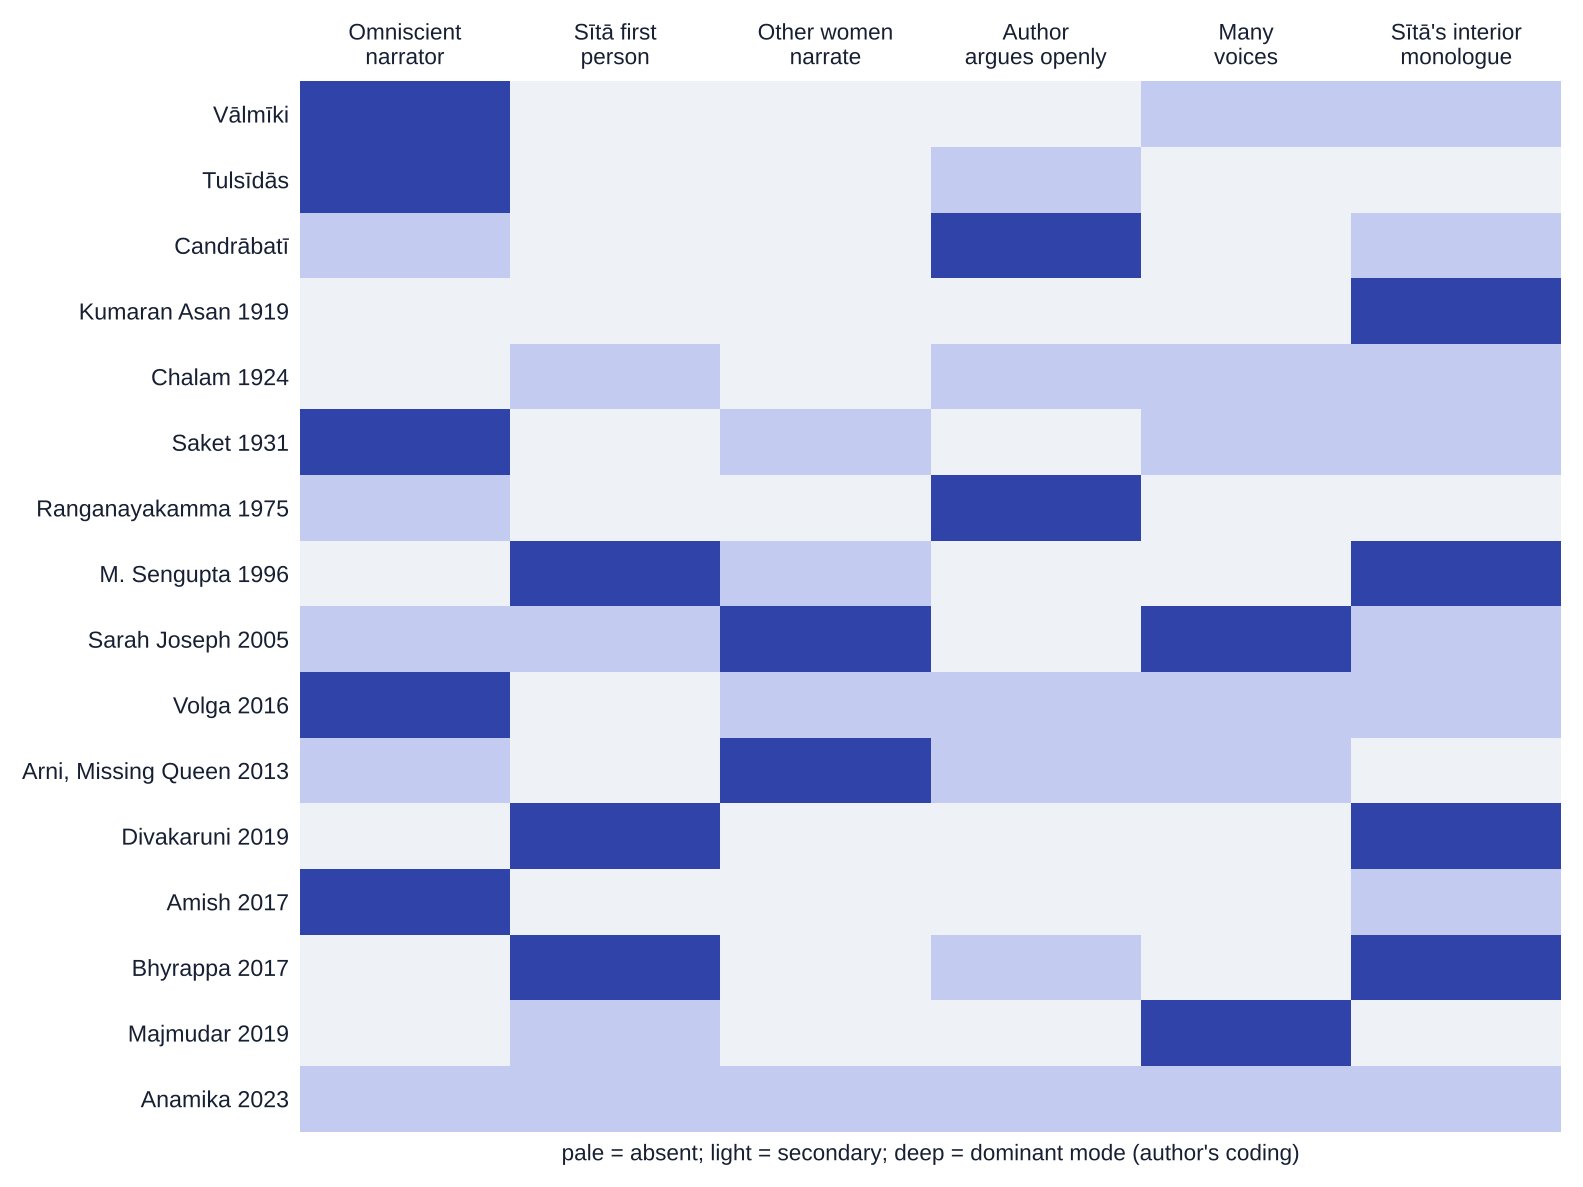 Omniscient
narrator
Sītā first
person
Other women
narrate
Author
argues openly
Many
voices
Sītā's interior
monologue
Vālmīki
Tulsīdās
Candrābatī
Kumaran Asan 1919
Chalam 1924
Saket 1931
Ranganayakamma 1975
M. Sengupta 1996
Sarah Joseph 2005
Volga 2016
Arni, Missing Queen 2013
Divakaruni 2019
Amish 2017
Bhyrappa 2017
Majmudar 2019
Anamika 2023
pale = absent; light = secondary; deep = dominant mode (author's coding)